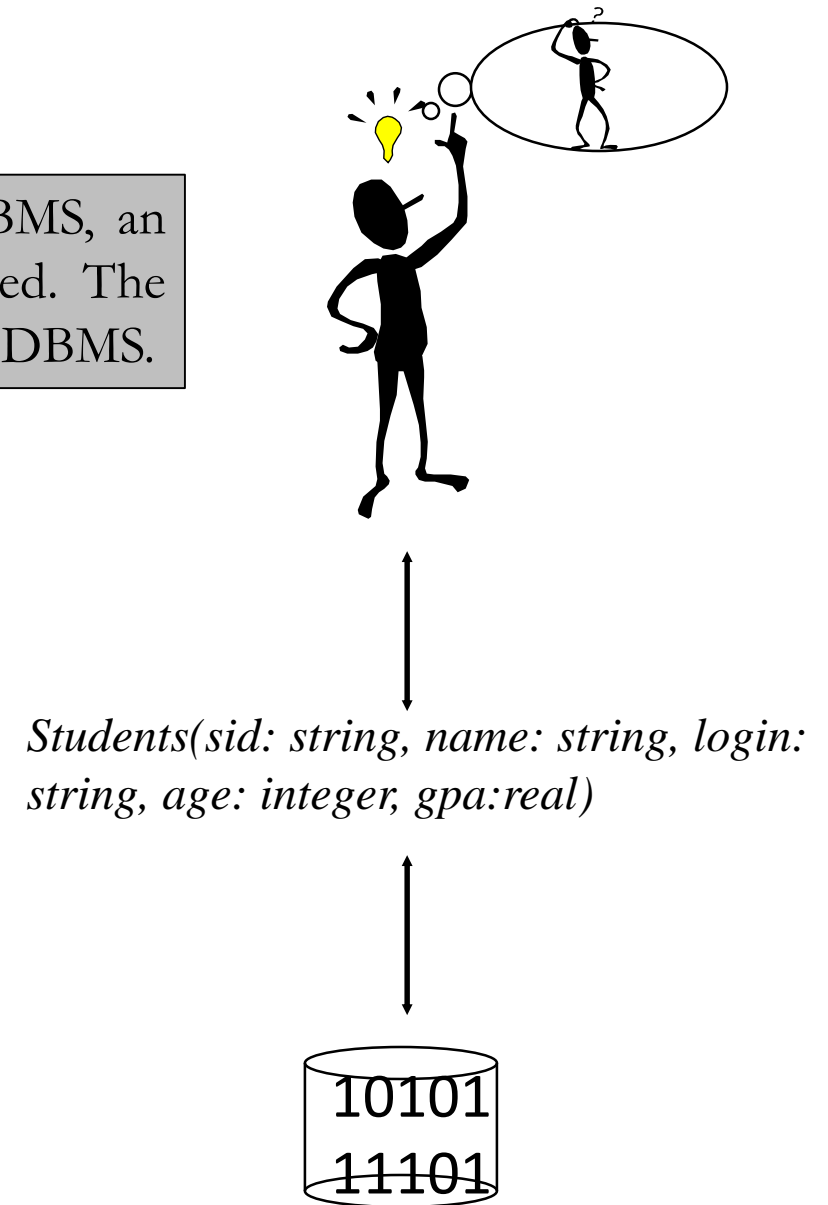 ?
BMS, an
ed. The
DBMS.
Students(sid: string, name: string, login:
string, age: integer, gpa:real)
10101
11101